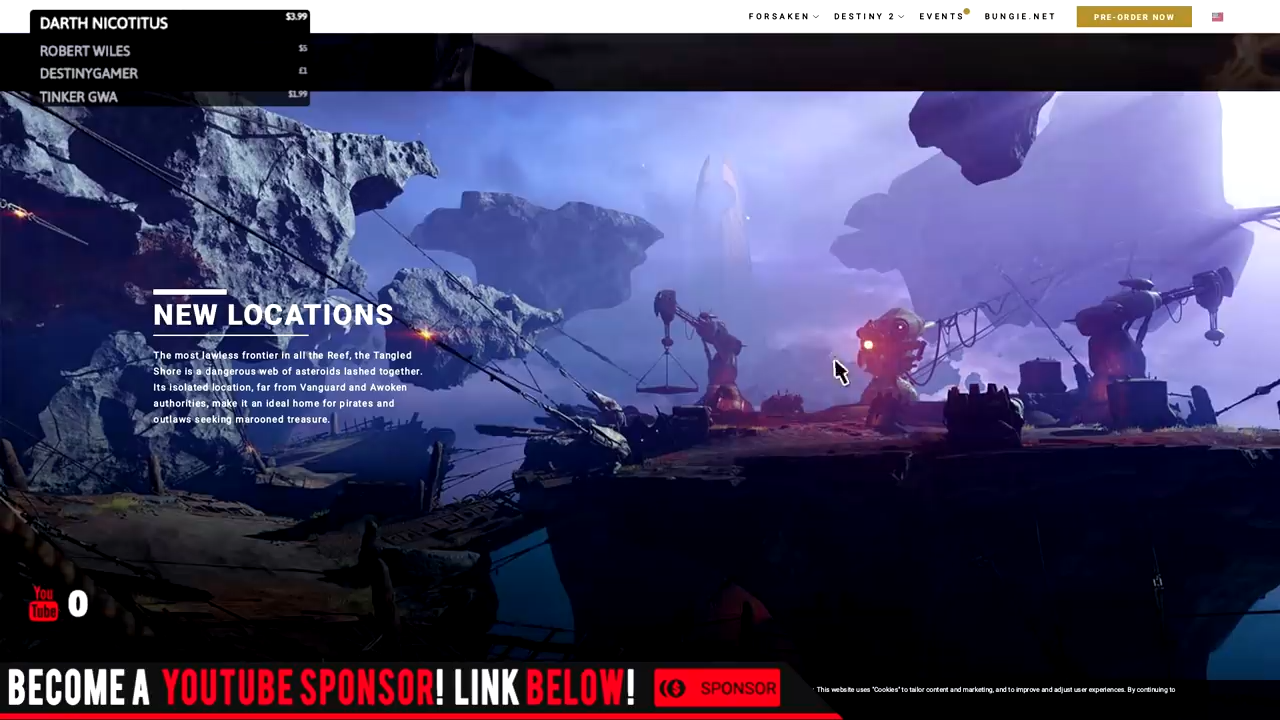 DARTH NICOTITUS $3.99
ROBERT WILES $5
DESTINYGAMER £1
TINKER GWA $1.99
FORSAKEN DESTINY 2 EVENTS BUNGIE.NET PRE-ORDER NOW
NEW LOCATIONS
The most lawless frontier in all the Reef, the Tangled
Shore is a dangerous web of asteroids lashed together.
Its isolated location, far from Vanguard and Awoken
authorities, make it an ideal home for pirates and
outlaws seeking marooned treasure.
You
Tube 0
BECOME A YOUTUBE SPONSOR! LINK BELOW! SPONSOR
This website uses "Cookies" to tailor content and marketing, and to improve and adjust user experiences. By continuing to